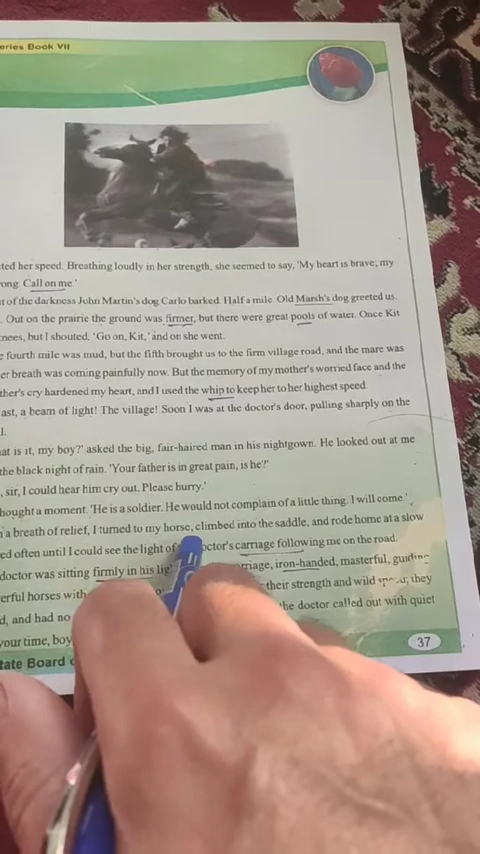 eries Book VII
ted her speed. Breathing loudly in her strength, she seemed to say, 'My heart is brave; my
ong. Call on me.'
t of the darkness John Martin's dog Carlo barked. Half a mile. Old Marsh's dog greeted us.
. Out on the prairie the ground was firmer, but there were great pools of water. Once Kit
nees, but I shouted, 'Go on, Kit,' and on she went.
e fourth mile was mud, but the fifth brought us to the firm village road, and the mare was
er breath was coming painfully now. But the memory of my mother's worried face and the
ther's cry hardened my heart, and I used the whip to keep her to her highest speed.
ast, a beam of light! The village! Soon I was at the doctor's door, pulling sharply on the
l.
at is it, my boy?' asked the big, fair-haired man in his nightgown. He looked out at me
the black night of rain. 'Your father is in great pain, is he?'
, sir, I could hear him cry out. Please hurry.'
hought a moment. 'He is a soldier. He would not complain of a little thing. I will come.'
a breath of relief, I turned to my horse, climbed into the saddle, and rode home at a slow
ed often until I could see the light of octor's carriage following me on the road.
doctor was sitting firmly in his lig rriage, iron-handed, masterful, guiding
erful horses with their strength and wild they
d, and had no the doctor called out with quiet
your time, boy
tate Board
37